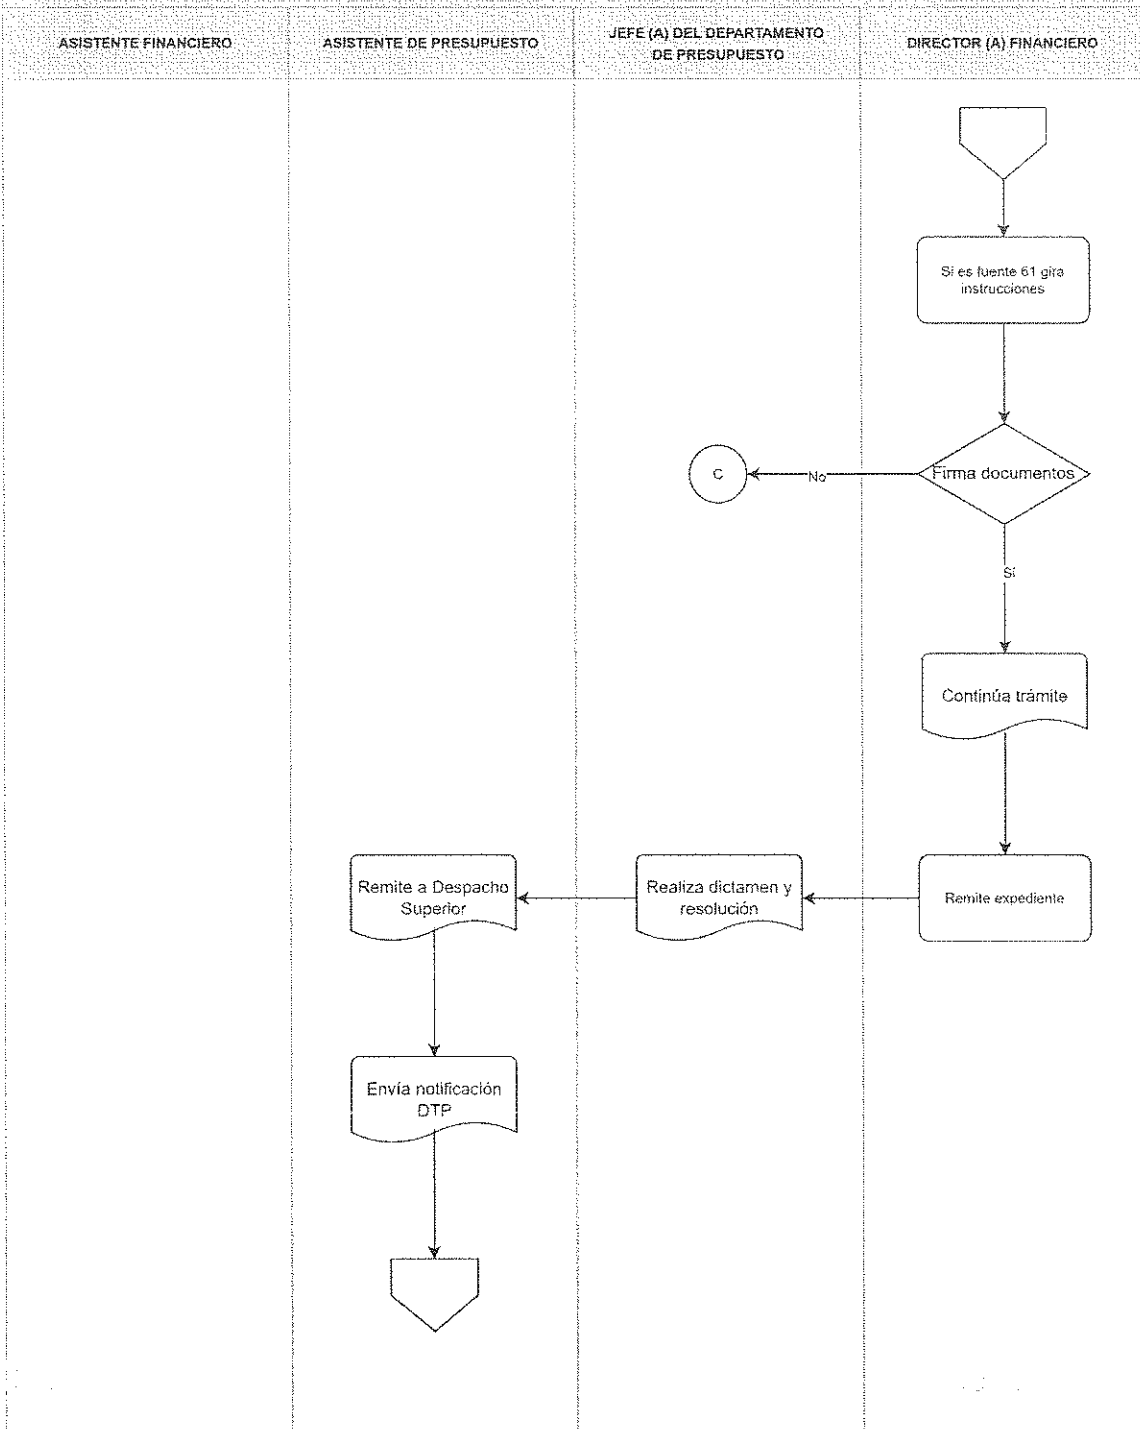 ASISTENTE FINANCIERO
ASISTENTE DE PRESUPUESTO
JEFE (A) DEL DEPARTAMENTO
DE PRESUPUESTO
DIRECTOR (A) FINANCIERO
Si es fuente 61 gira
instrucciones
Firma documentos
No
C
Sí
Continúa trámite
Remite a Despacho
Superior
Realiza dictamen y
resolución
Remite expediente
Envía notificación
DTP